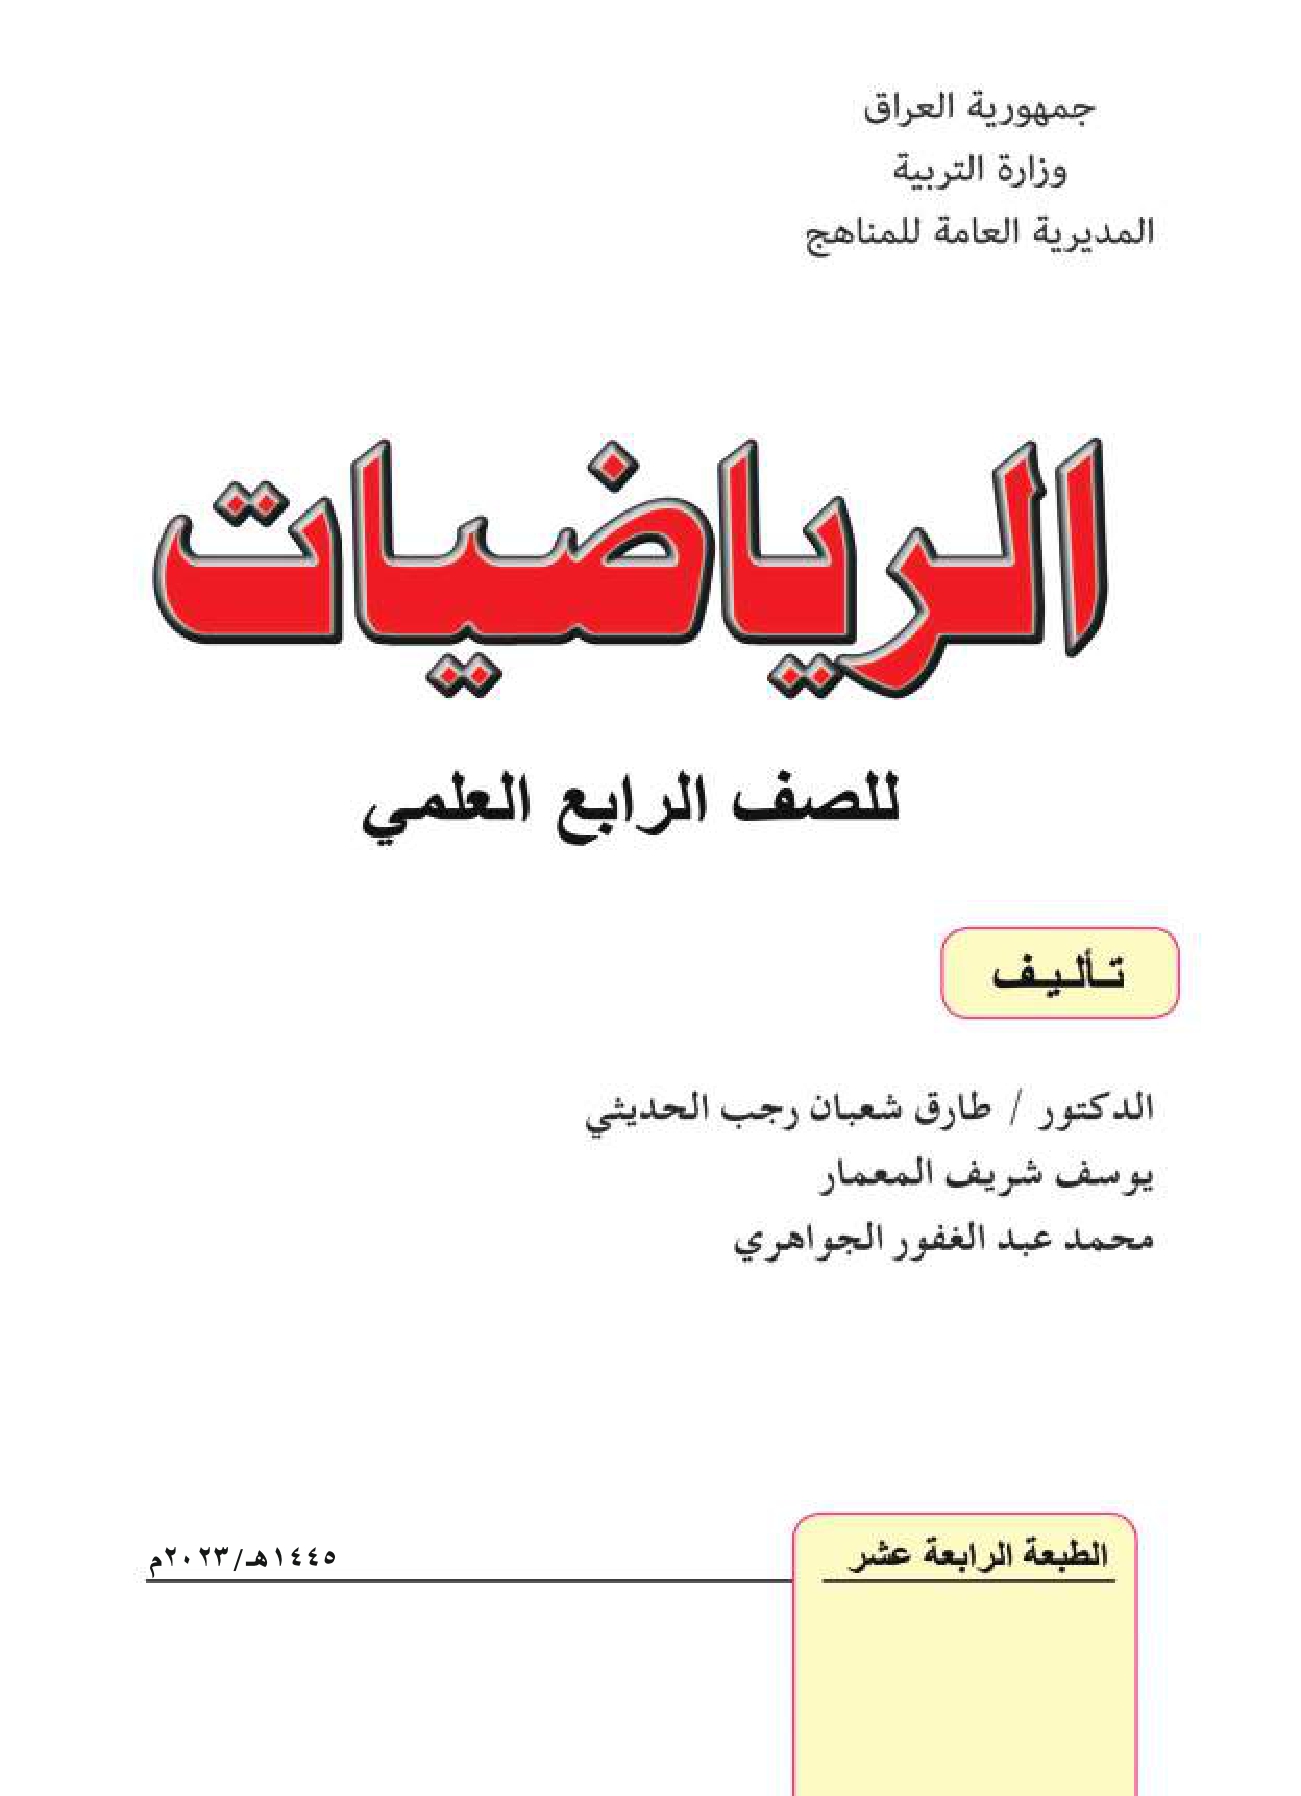 جمهورية العراق
وزارة التربية
المديرية العامة للمناهج
الرياضيات
للصف الرابع العلمي
تأليف
الدكتور / طارق شعبان رجب الحديثي
يوسف شريف المعمار
محمد عبد الغفور الجواهري
الطبعة الرابعة عشر
١٤٤٥هـ/٢٠٢٣م